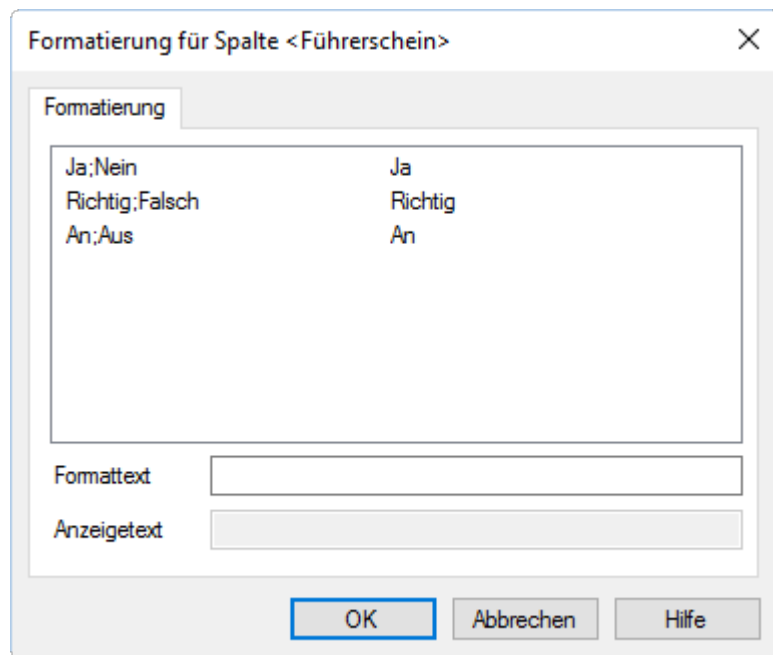 Formatierung für Spalte <Führerschein>
Formatierung
Ja;Nein Ja
Richtig;Falsch Richtig
An;Aus An
Formattext
Anzeigetext
OK Abbrechen Hilfe